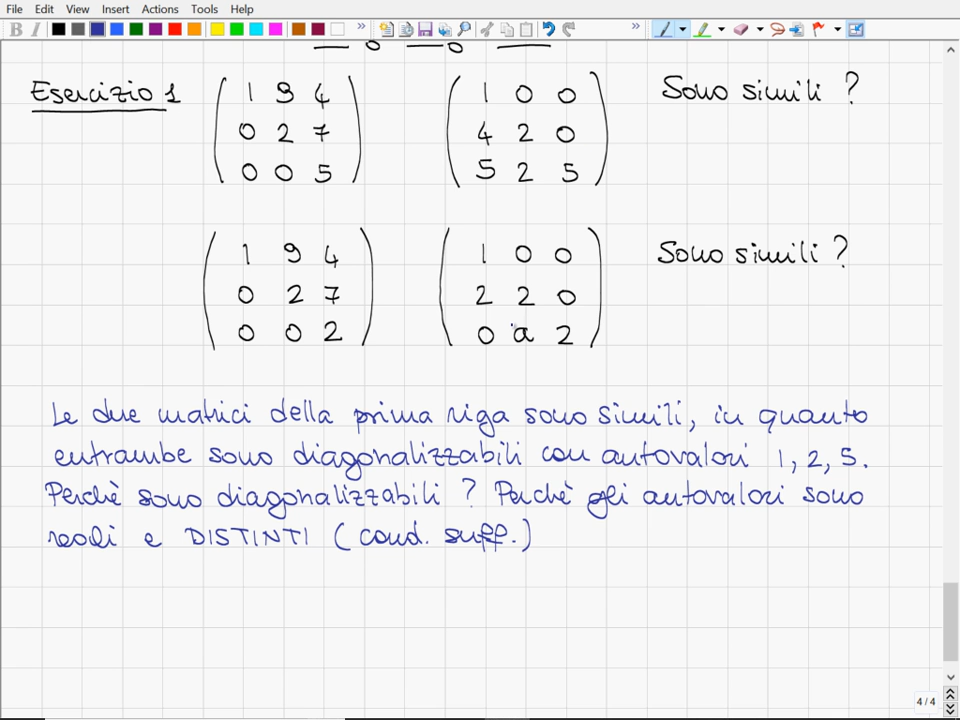 File Edit View Insert Actions Tools Help
B I
Esercizio 1 ( 1 9 4 ) ( 1 0 0 ) Sono simili ?
0 2 7 4 2 0
0 0 5 5 2 5
( 1 9 4 ) ( 1 0 0 ) Sono simili ?
0 2 7 2 2 0
0 0 2 0 a 2
Le due matrici della prima riga sono simili, in quanto
entrambe sono diagonalizzabili con autovalori 1, 2, 5.
Perchè sono diagonalizzabili ? Perchè gli autovalori sono
reali e DISTINTI ( cond. suff. )
4 / 4